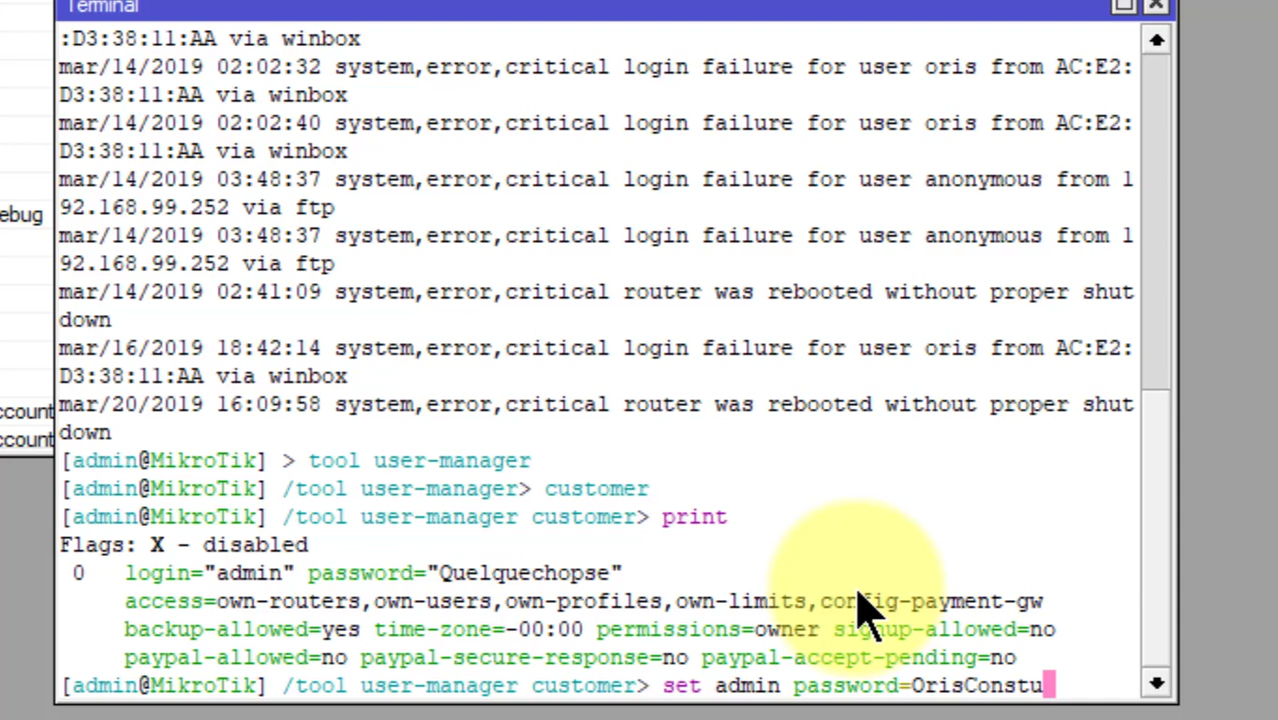 Terminal
:D3:38:11:AA via winbox
mar/14/2019 02:02:32 system,error,critical login failure for user oris from AC:E2:
D3:38:11:AA via winbox
mar/14/2019 02:02:40 system,error,critical login failure for user oris from AC:E2:
D3:38:11:AA via winbox
mar/14/2019 03:48:37 system,error,critical login failure for user anonymous from 1
92.168.99.252 via ftp
mar/14/2019 03:48:37 system,error,critical login failure for user anonymous from 1
92.168.99.252 via ftp
mar/14/2019 02:41:09 system,error,critical router was rebooted without proper shut
down
mar/16/2019 18:42:14 system,error,critical login failure for user oris from AC:E2:
D3:38:11:AA via winbox
mar/20/2019 16:09:58 system,error,critical router was rebooted without proper shut
down
[admin@MikroTik] > tool user-manager
[admin@MikroTik] /tool user-manager> customer
[admin@MikroTik] /tool user-manager customer> print
Flags: X - disabled
0 login="admin" password="Quelquechopse"
access=own-routers,own-users,own-profiles,own-limits,config-payment-gw
backup-allowed=yes time-zone=-00:00 permissions=owner signup-allowed=no
paypal-allowed=no paypal-secure-response=no paypal-accept-pending=no
[admin@MikroTik] /tool user-manager customer> set admin password=OrisConstu
ebug
ccount
ccount